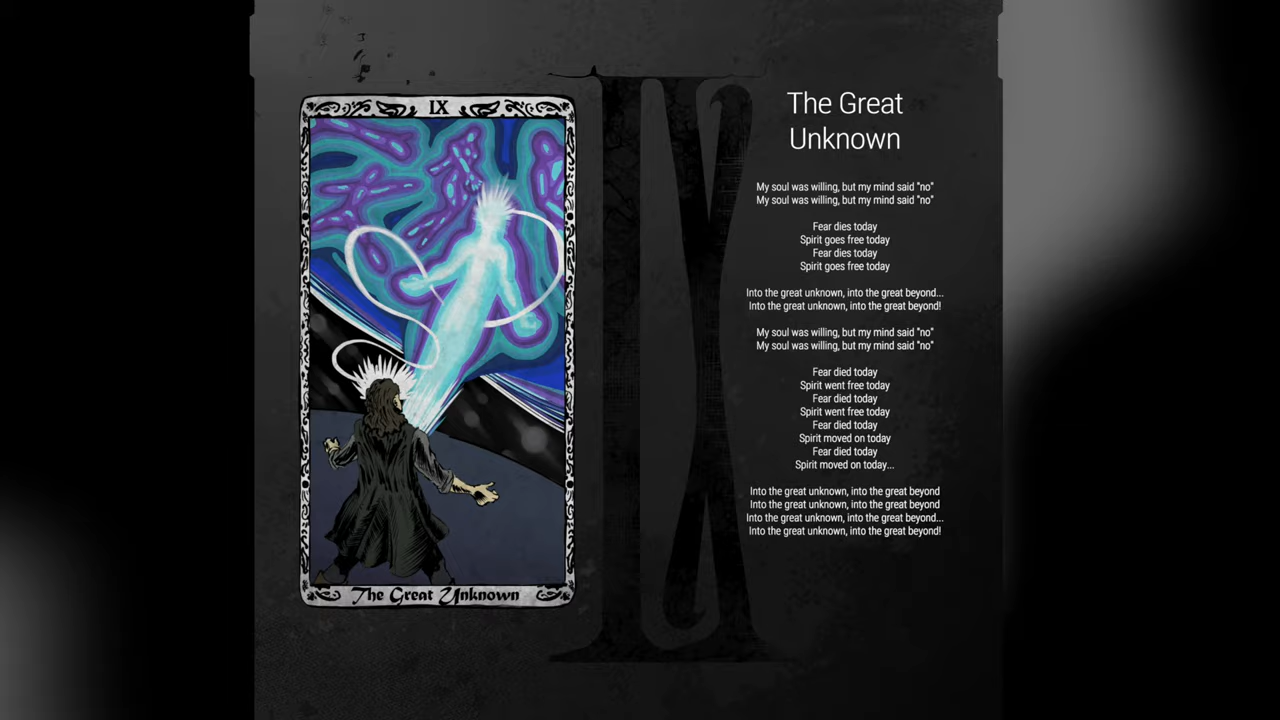 IX
The Great Unknown
IX
The Great
Unknown
My soul was willing, but my mind said "no"
My soul was willing, but my mind said "no"
Fear dies today
Spirit goes free today
Fear dies today
Spirit goes free today
Into the great unknown, into the great beyond...
Into the great unknown, into the great beyond!
My soul was willing, but my mind said "no"
My soul was willing, but my mind said "no"
Fear died today
Spirit went free today
Fear died today
Spirit went free today
Fear died today
Spirit moved on today
Fear died today
Spirit moved on today...
Into the great unknown, into the great beyond
Into the great unknown, into the great beyond
Into the great unknown, into the great beyond...
Into the great unknown, into the great beyond!